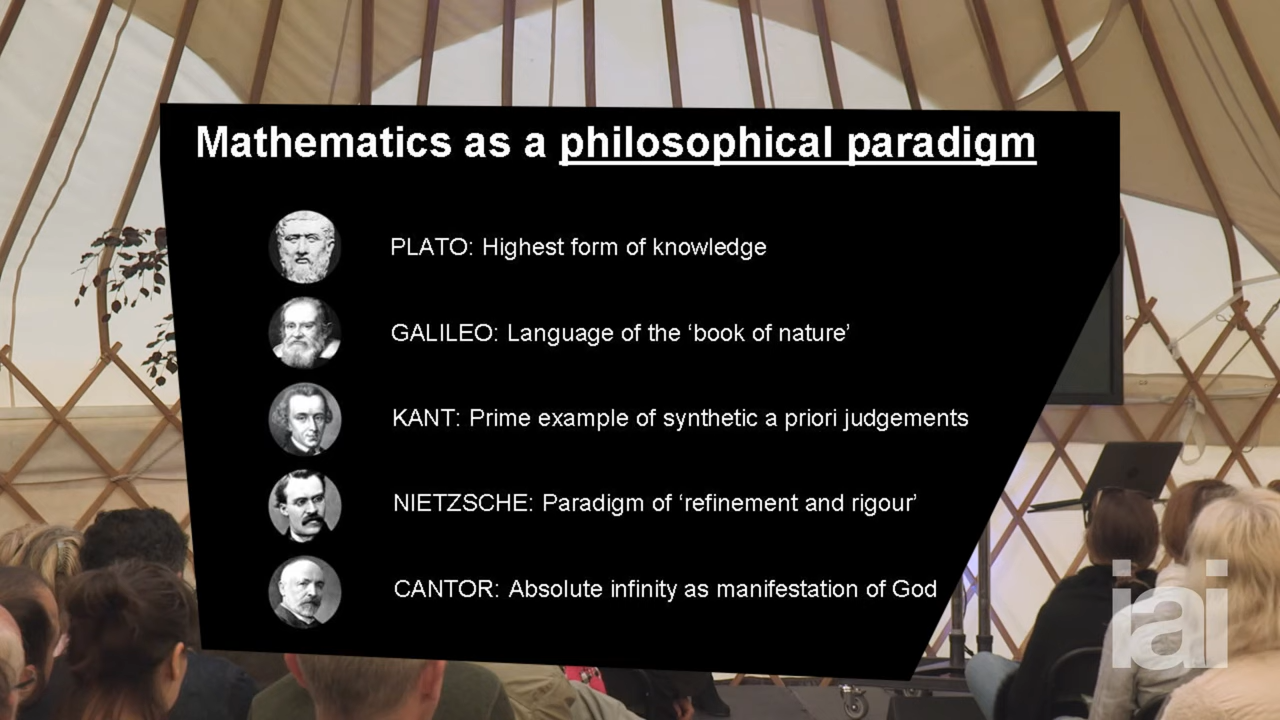 Mathematics as a philosophical paradigm
PLATO: Highest form of knowledge
GALILEO: Language of the ‘book of nature’
KANT: Prime example of synthetic a priori judgements
NIETZSCHE: Paradigm of ‘refinement and rigour’
CANTOR: Absolute infinity as manifestation of God
iai